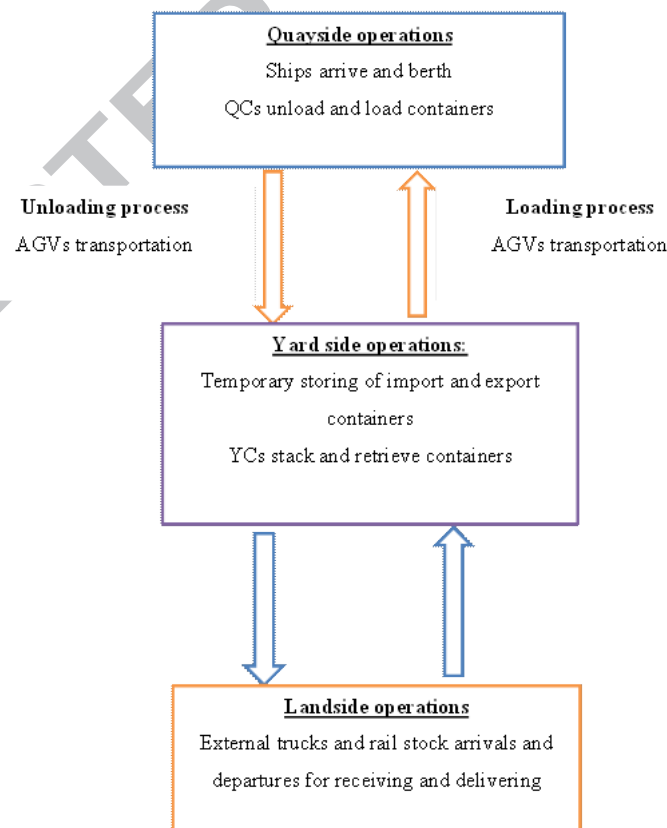 Quayside operations
Ships arrive and berth
QCs unload and load containers
Unloading process
AGVs transportation
Loading process
AGVs transportation
Yard side operations:
Temporary storing of import and export
containers
YCs stack and retrieve containers
Landside operations
External trucks and rail stock arrivals and
departures for receiving and delivering